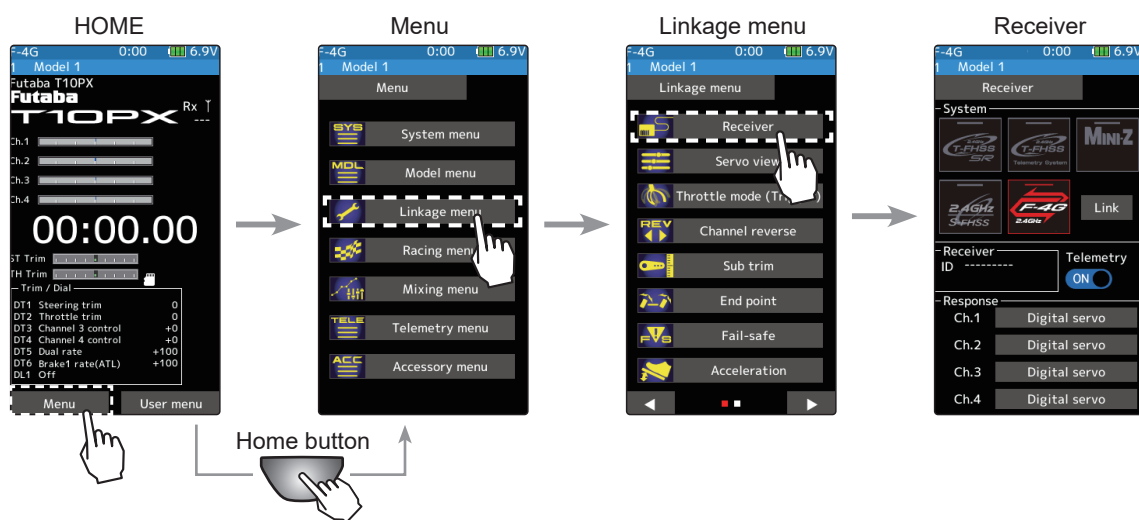 HOME
F-4G 0:00 6.9V
1 Model 1
Futaba T10PX
Futaba
T10PX
Rx
---
Ch.1
Ch.2
Ch.3
Ch.4
00:00.00
ST Trim
TH Trim
Trim / Dial
DT1 Steering trim 0
DT2 Throttle trim 0
DT3 Channel 3 control +0
DT4 Channel 4 control +0
DT5 Dual rate +100
DT6 Brake1 rate(ATL) +100
DL1 Off
Menu User menu
Home button
Menu
F-4G 0:00 6.9V
1 Model 1
Menu
SYS System menu
MDL Model menu
Linkage menu
Racing menu
Mixing menu
TELE Telemetry menu
ACC Accessory menu
Linkage menu
F-4G 0:00 6.9V
1 Model 1
Linkage menu
Receiver
Servo view
Throttle mode
REV Channel reverse
Sub trim
End point
F/S Fail-safe
Acceleration
Receiver
F-4G 0:00 6.9V
1 Model 1
Receiver
System
T-FHSS SR
T-FHSS Telemetry System
MINI-Z
2.4GHz S-FHSS
F-4G 2.4GHz
Link
Receiver
ID ---------
Telemetry
ON
Response
Ch.1 Digital servo
Ch.2 Digital servo
Ch.3 Digital servo
Ch.4 Digital servo